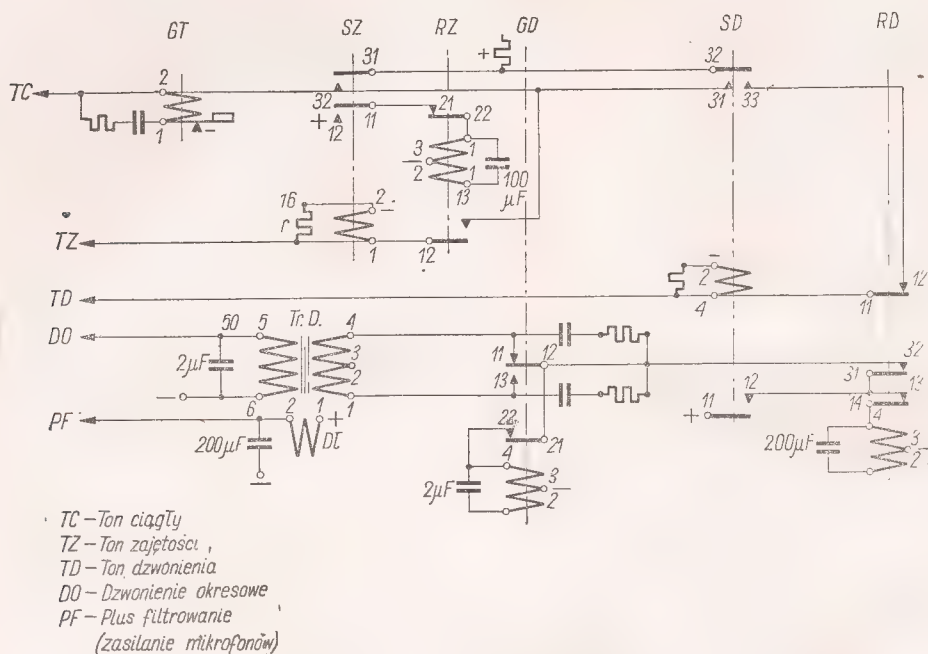 GT SZ RZ GD SD RD
31 + 32
TC 2 32 21 31 33
1 - + 12 11 22
3 1
- 2 1
13 100
μF
16 2 -
r
TZ 1 12
- 2 12
TD 4 11
DO 50 5 Tr. D. 4 11 12 32
2μF 3 31
2 13 12 13
- 6 2 1 1 11 14
PF + + 4
200μF Dł 22 21 200μF 3
4 2 -
2μF 3 -
2
TC – Ton ciągły
TZ – Ton zajętości
TD – Ton dzwonienia
DO – Dzwonienie okresowe
PF – Plus filtrowanie
(zasilanie mikrofonów)